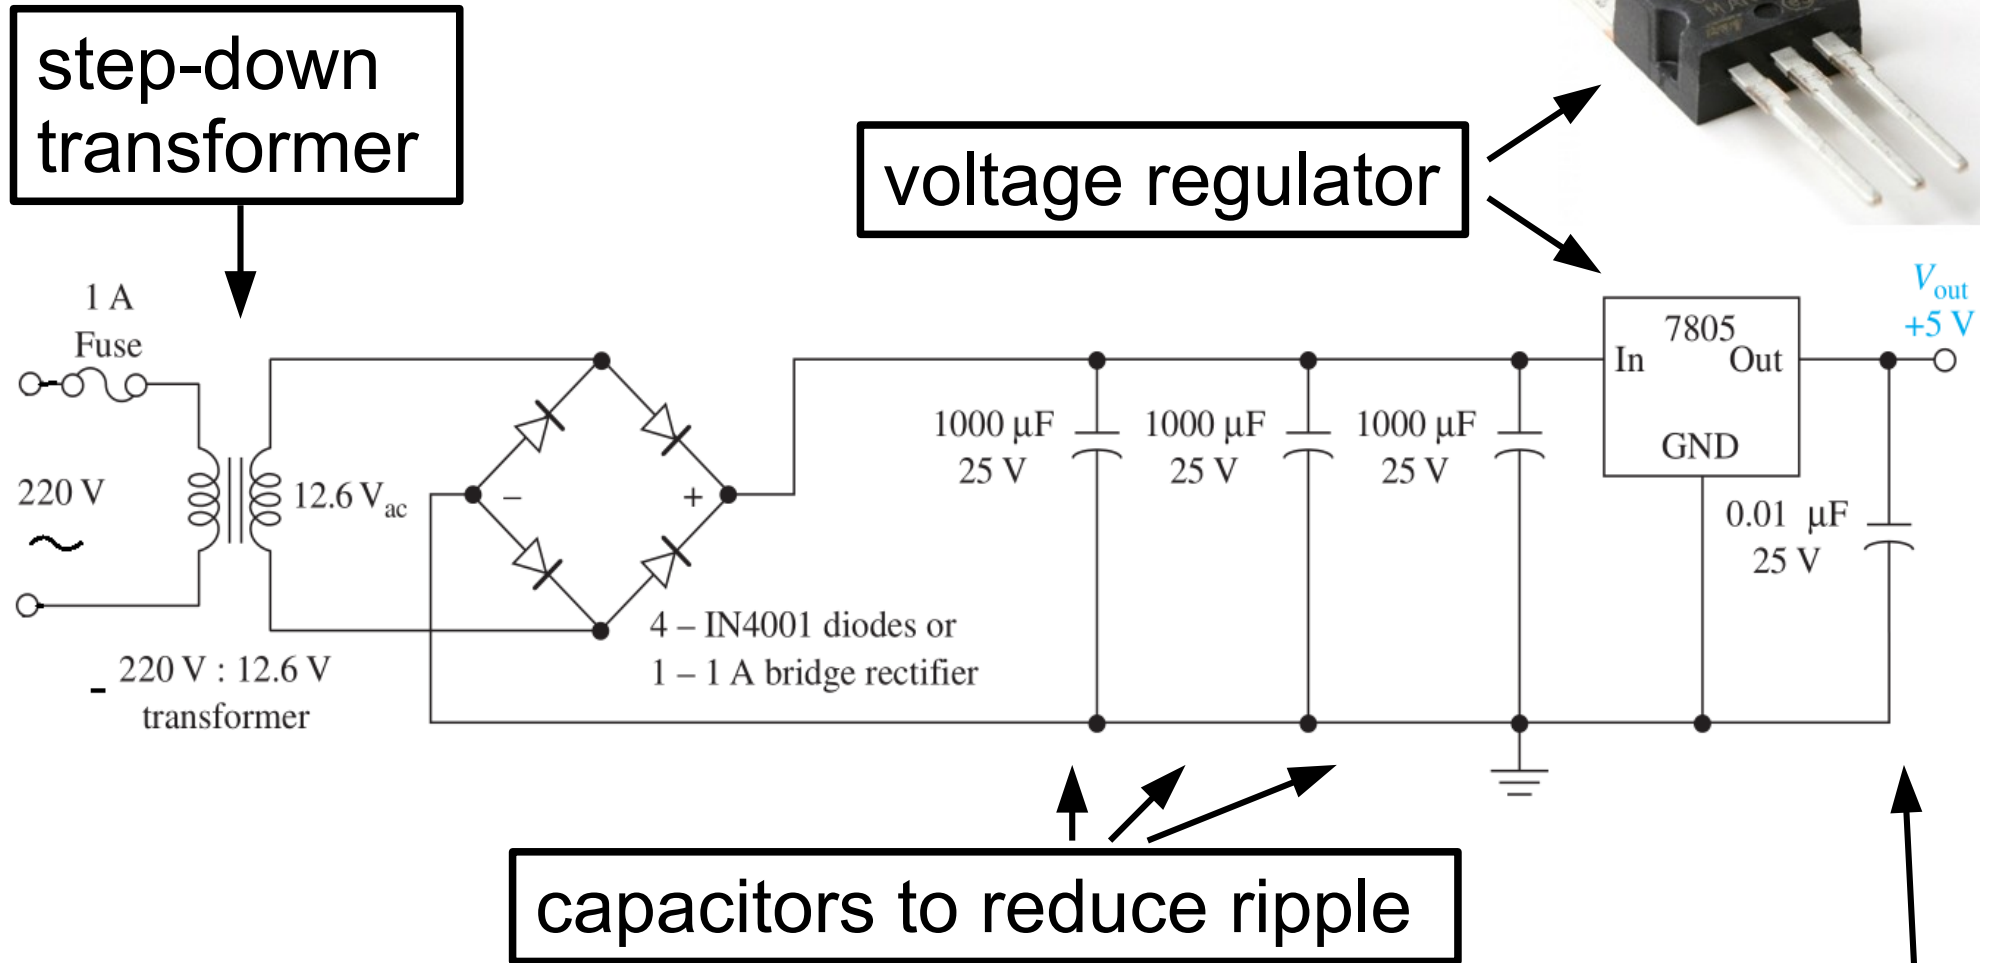 step-down
transformer
voltage regulator
1 A
Fuse
220 V
12.6 Vac
220 V : 12.6 V
transformer
–
+
4 – IN4001 diodes or
1 – 1 A bridge rectifier
1000 µF
25 V
1000 µF
25 V
1000 µF
25 V
7805
In
Out
GND
Vout
+5 V
0.01 µF
25 V
capacitors to reduce ripple